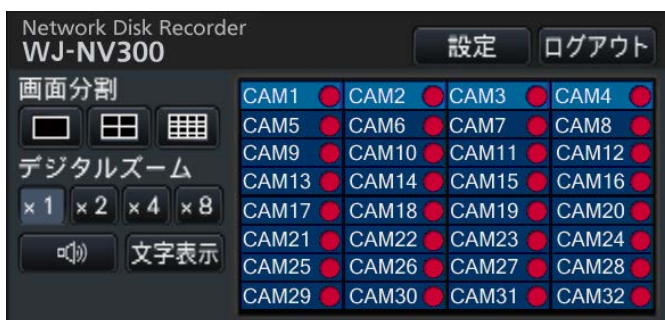 Network Disk Recorder
WJ-NV300
設定 ログアウト
画面分割
デジタルズーム
×1 ×2 ×4 ×8
文字表示
CAM1 CAM2 CAM3 CAM4
CAM5 CAM6 CAM7 CAM8
CAM9 CAM10 CAM11 CAM12
CAM13 CAM14 CAM15 CAM16
CAM17 CAM18 CAM19 CAM20
CAM21 CAM22 CAM23 CAM24
CAM25 CAM26 CAM27 CAM28
CAM29 CAM30 CAM31 CAM32